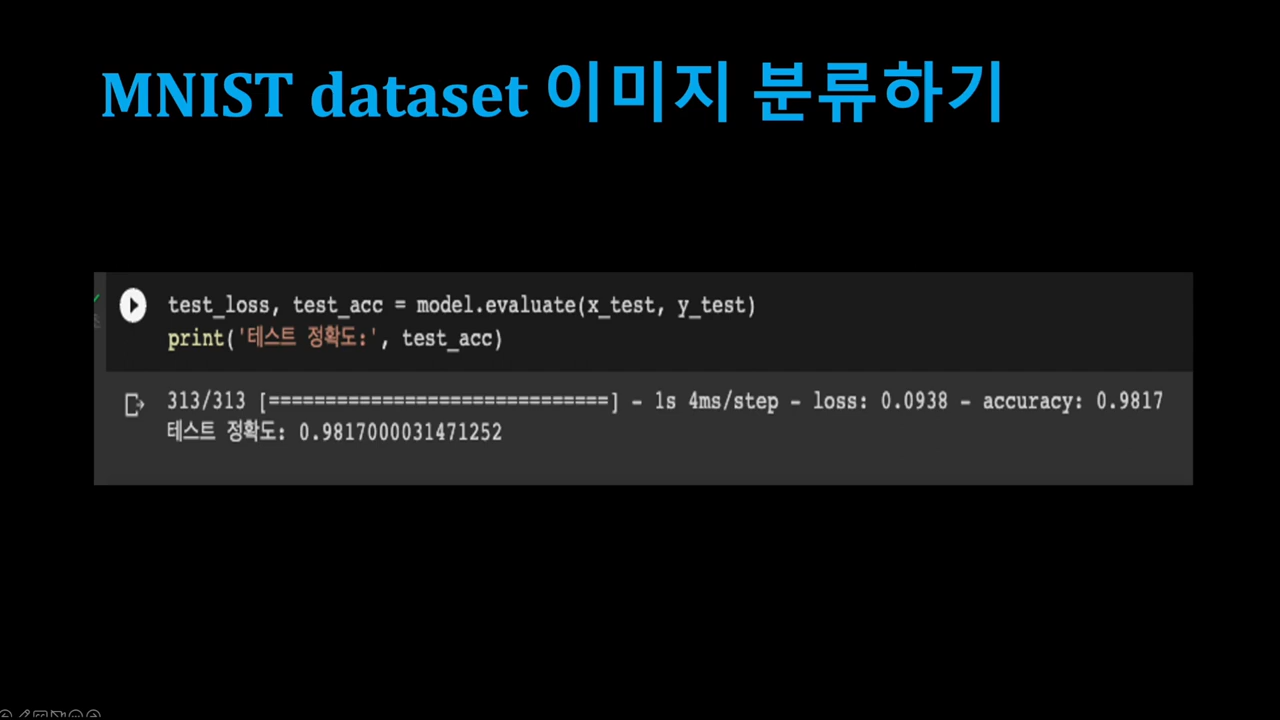 MNIST dataset 이미지 분류하기
test_loss, test_acc = model.evaluate(x_test, y_test)
print('테스트 정확도:', test_acc)
313/313 [==============================] - 1s 4ms/step - loss: 0.0938 - accuracy: 0.9817
테스트 정확도: 0.9817000031471252